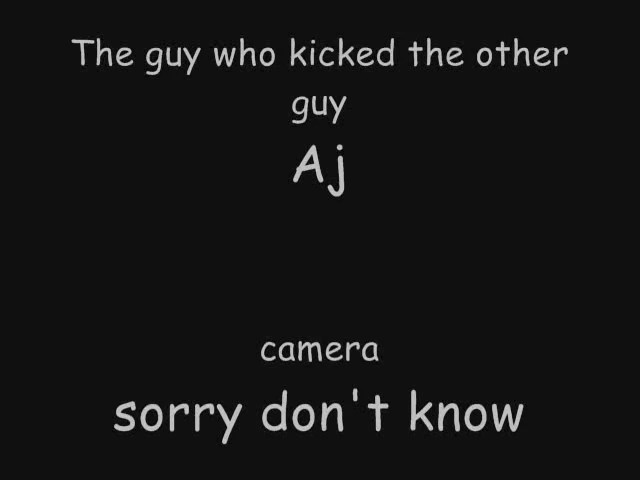 The guy who kicked the other
guy
Aj
camera
sorry don't know